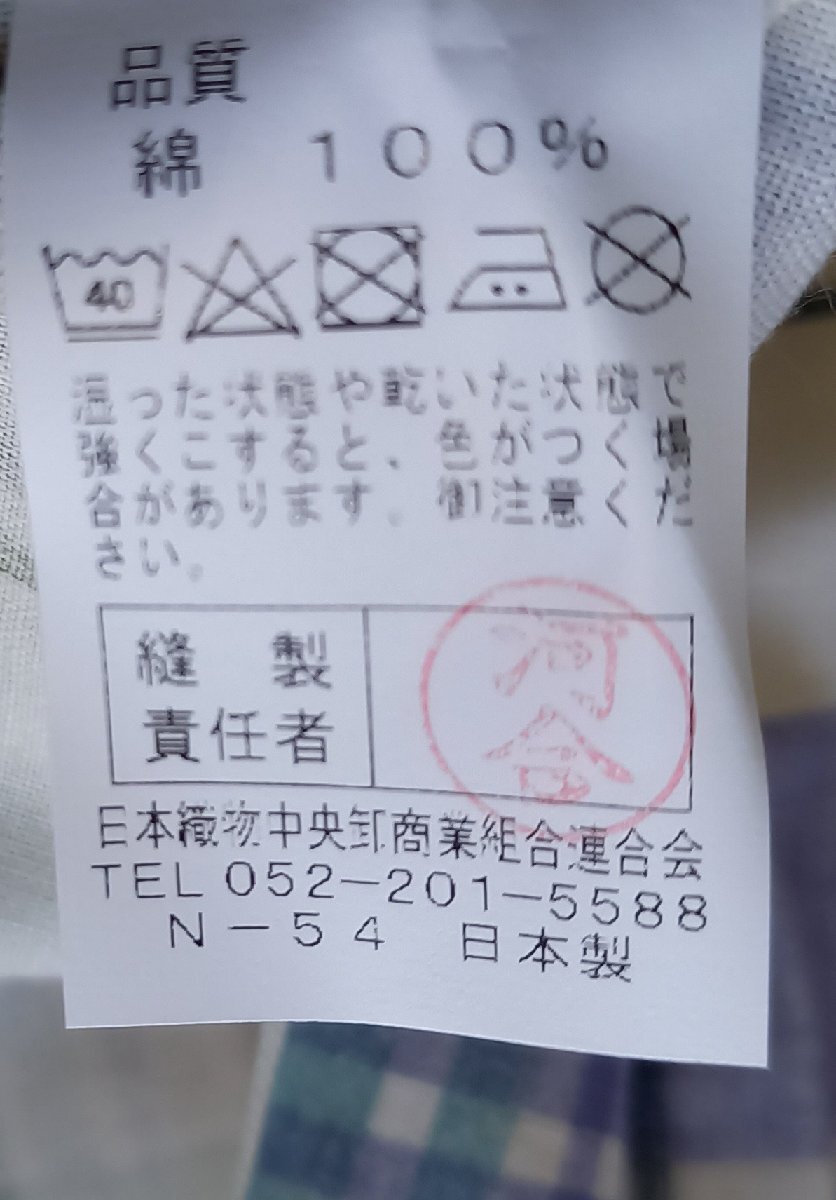 品質
綿 100%
40
湿った状態や乾いた状態で
強くこすると、色がつく場
合があります。御注意くだ
さい。
縫 製
責任者
河合
日本織物中央卸商業組合連合会
TEL 052-201-5588
N-54 日本製